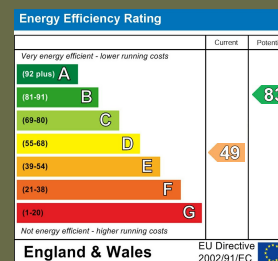 Energy Efficiency Rating
Current Potenti
Very energy efficient - lower running costs
(92 plus) A
(81-91) B 83
(69-80) C
(55-68) D
49
(39-54) E
(21-38) F
(1-20) G
Not energy efficient - higher running costs
England & Wales
EU Directive
2002/91/EC